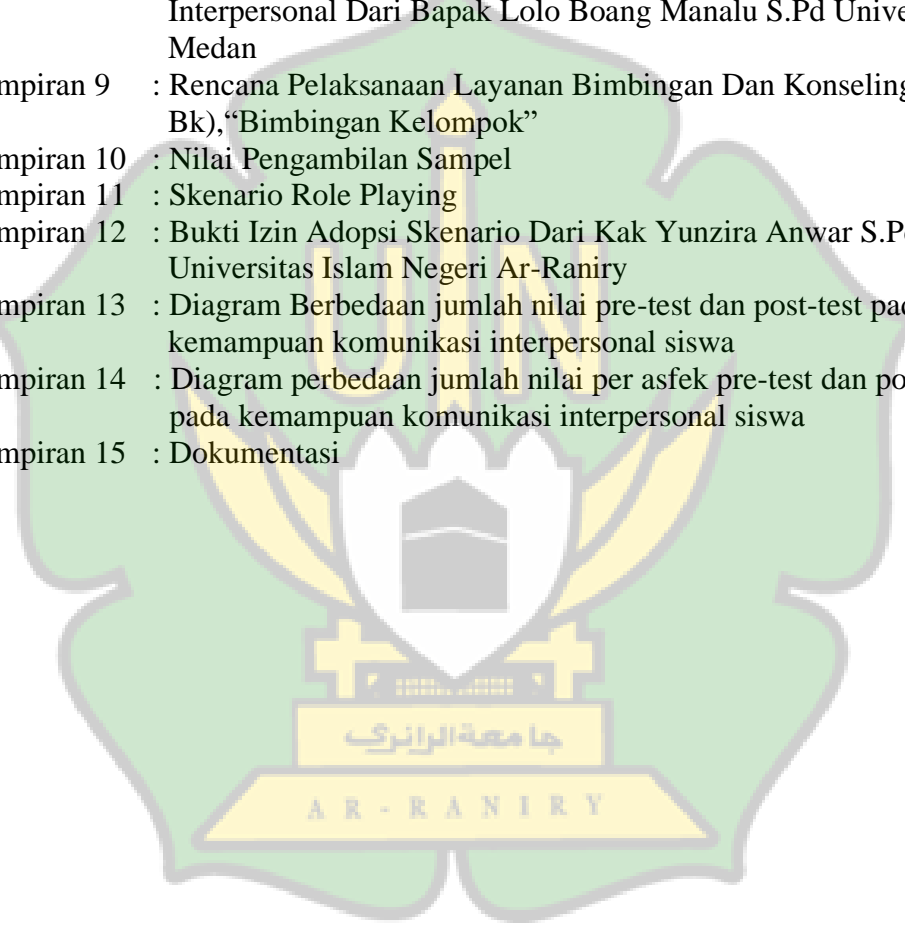 Interpersonal Dari Bapak Lolo Boang Manalu S.Pd
Medan
mpiran 9 : Rencana Pelaksanaan Layanan Bimbingan Dan Konseling
Bk),“Bimbingan Kelompok”
mpiran 10 : Nilai Pengambilan Sampel
mpiran 11 : Skenario Role Playing
mpiran 12 : Bukti Izin Adopsi Skenario Dari Kak Yunzira Anwar S.P
Universitas Islam Negeri Ar-Raniry
mpiran 13 : Diagram Berbedaan jumlah nilai pre-test dan post-test pa
kemampuan komunikasi interpersonal siswa
mpiran 14 : Diagram perbedaan jumlah nilai per asfek pre-test dan po
pada kemampuan komunikasi interpersonal siswa
mpiran 15 : Dokumentasi
UIN
جامعة الرانري
AR-RANIRY